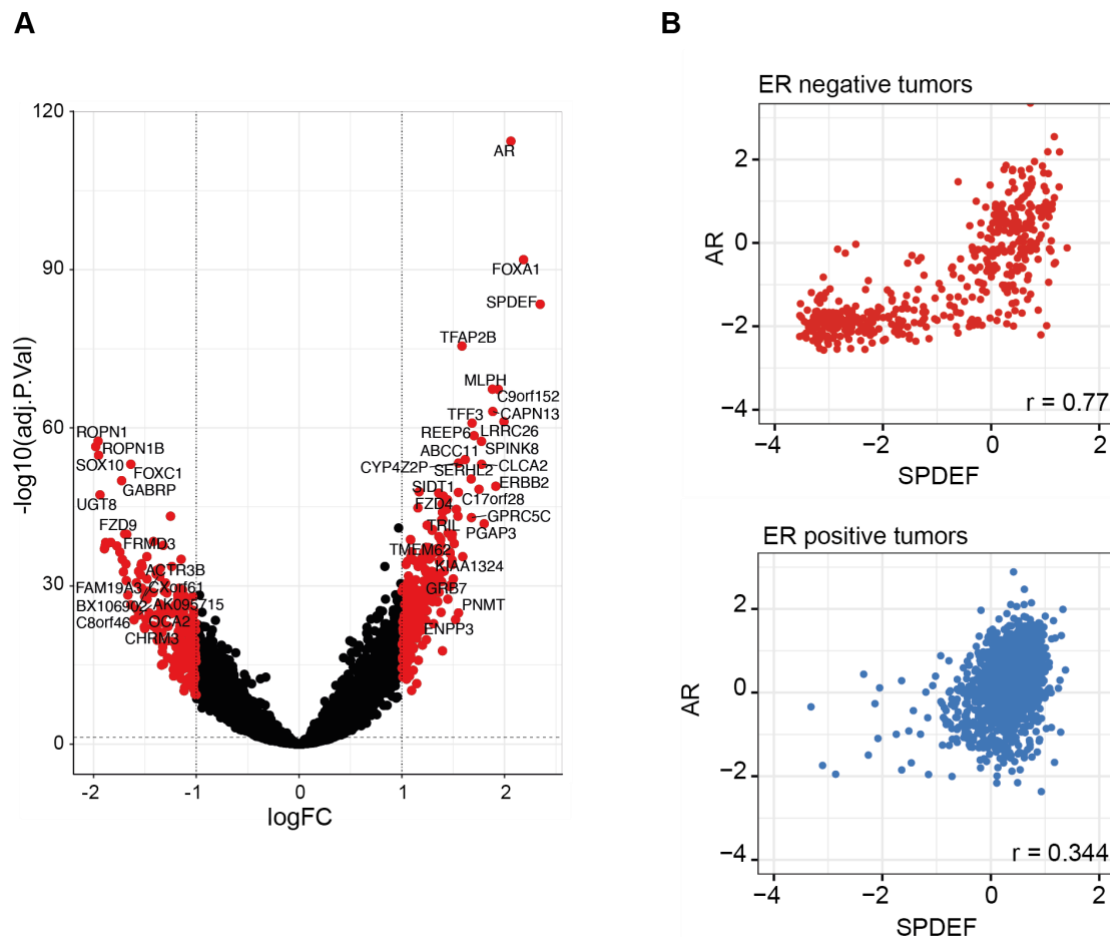 A
B
120
90
60
30
0
-log10(adj.P.Val)
AR
FOXA1
SPDEF
TFAP2B
MLPH
C9orf152
TFF3
CAPN13
REEP6
LRRC26
ABCC11
SPINK8
CYP4Z2P
SERHL2
CLCA2
SIDT1
ERBB2
FZD4
C17orf28
GPRC5C
TRIL
PGAP3
TMEM62
KIAA1324
GRB7
PNMT
ENPP3
ROPN1
ROPN1B
SOX10
FOXC1
GABRP
UGT8
FZD9
FRMD3
ACTR3B
FAM19A3
CXorf61
BX106902
AK095715
C8orf46
OCA2
CHRM3
-2
-1
0
1
2
logFC
ER negative tumors
AR
2
0
−2
−4
r = 0.77
−4
−2
0
2
SPDEF
ER positive tumors
AR
2
0
−2
−4
r = 0.344
−4
−2
0
2
SPDEF